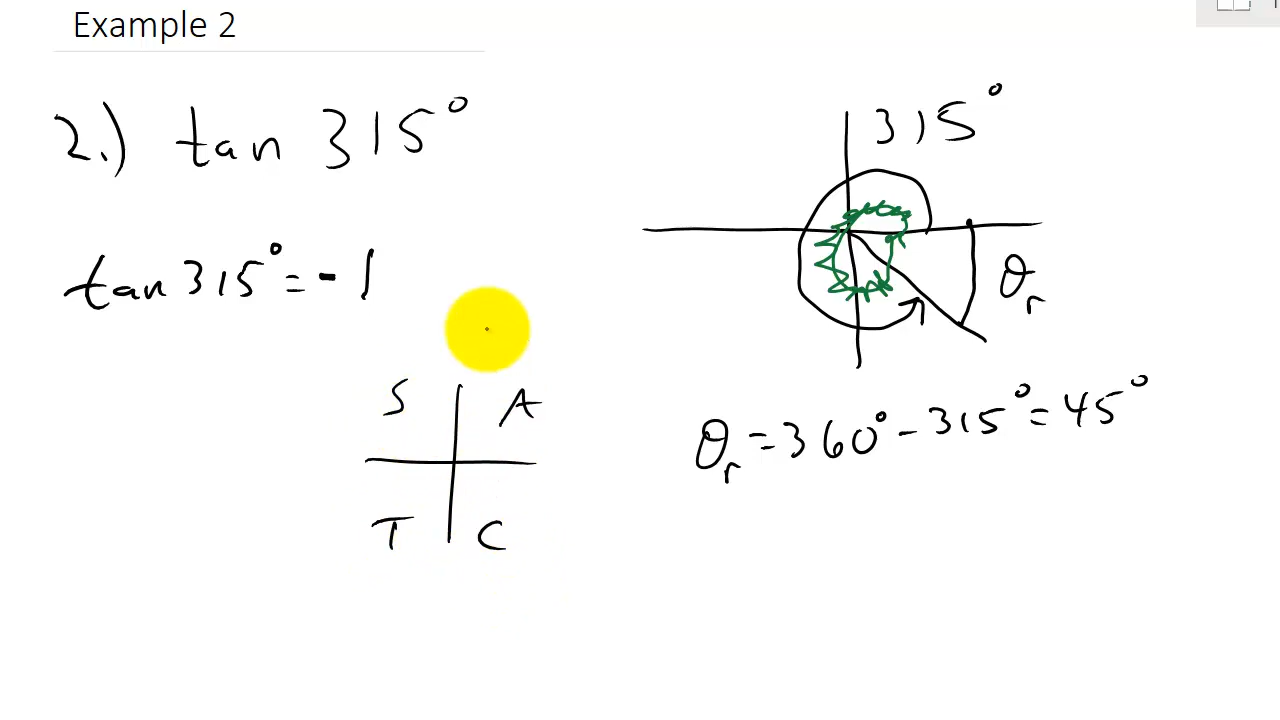 Example 2
2.) tan 315°
315°
tan 315° = -1
θr
S A
T C
θr = 360° - 315° = 45°